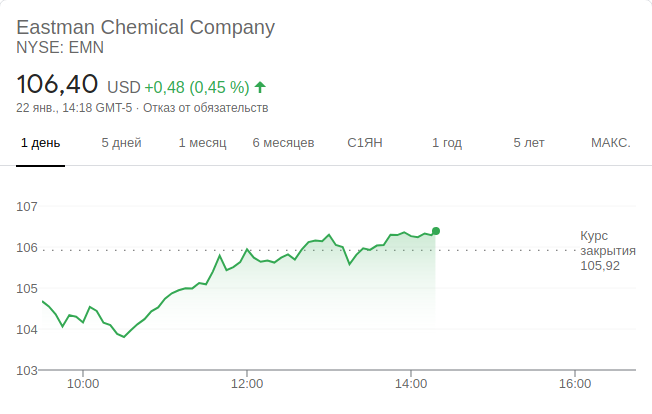 Eastman Chemical Company
NYSE: EMN
106,40 USD +0,48 (0,45 %)
22 янв., 14:18 GMT-5 · Отказ от обязательств
1 день 5 дней 1 месяц 6 месяцев С1ЯН 1 год 5 лет МАКС.
107
106
105
104
103
Курс
закрытия
105,92
10:00 12:00 14:00 16:00